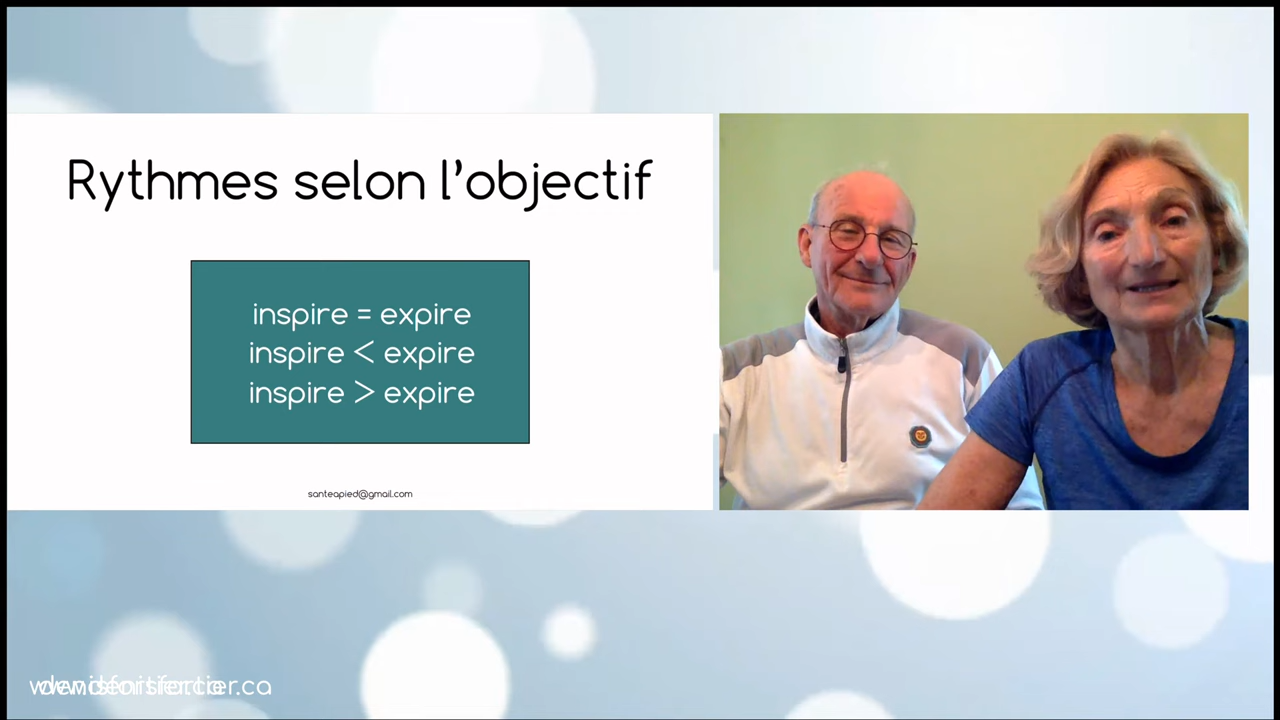 Rythmes selon l'objectif
inspire = expire
inspire < expire
inspire > expire
santeapied@gmail.com